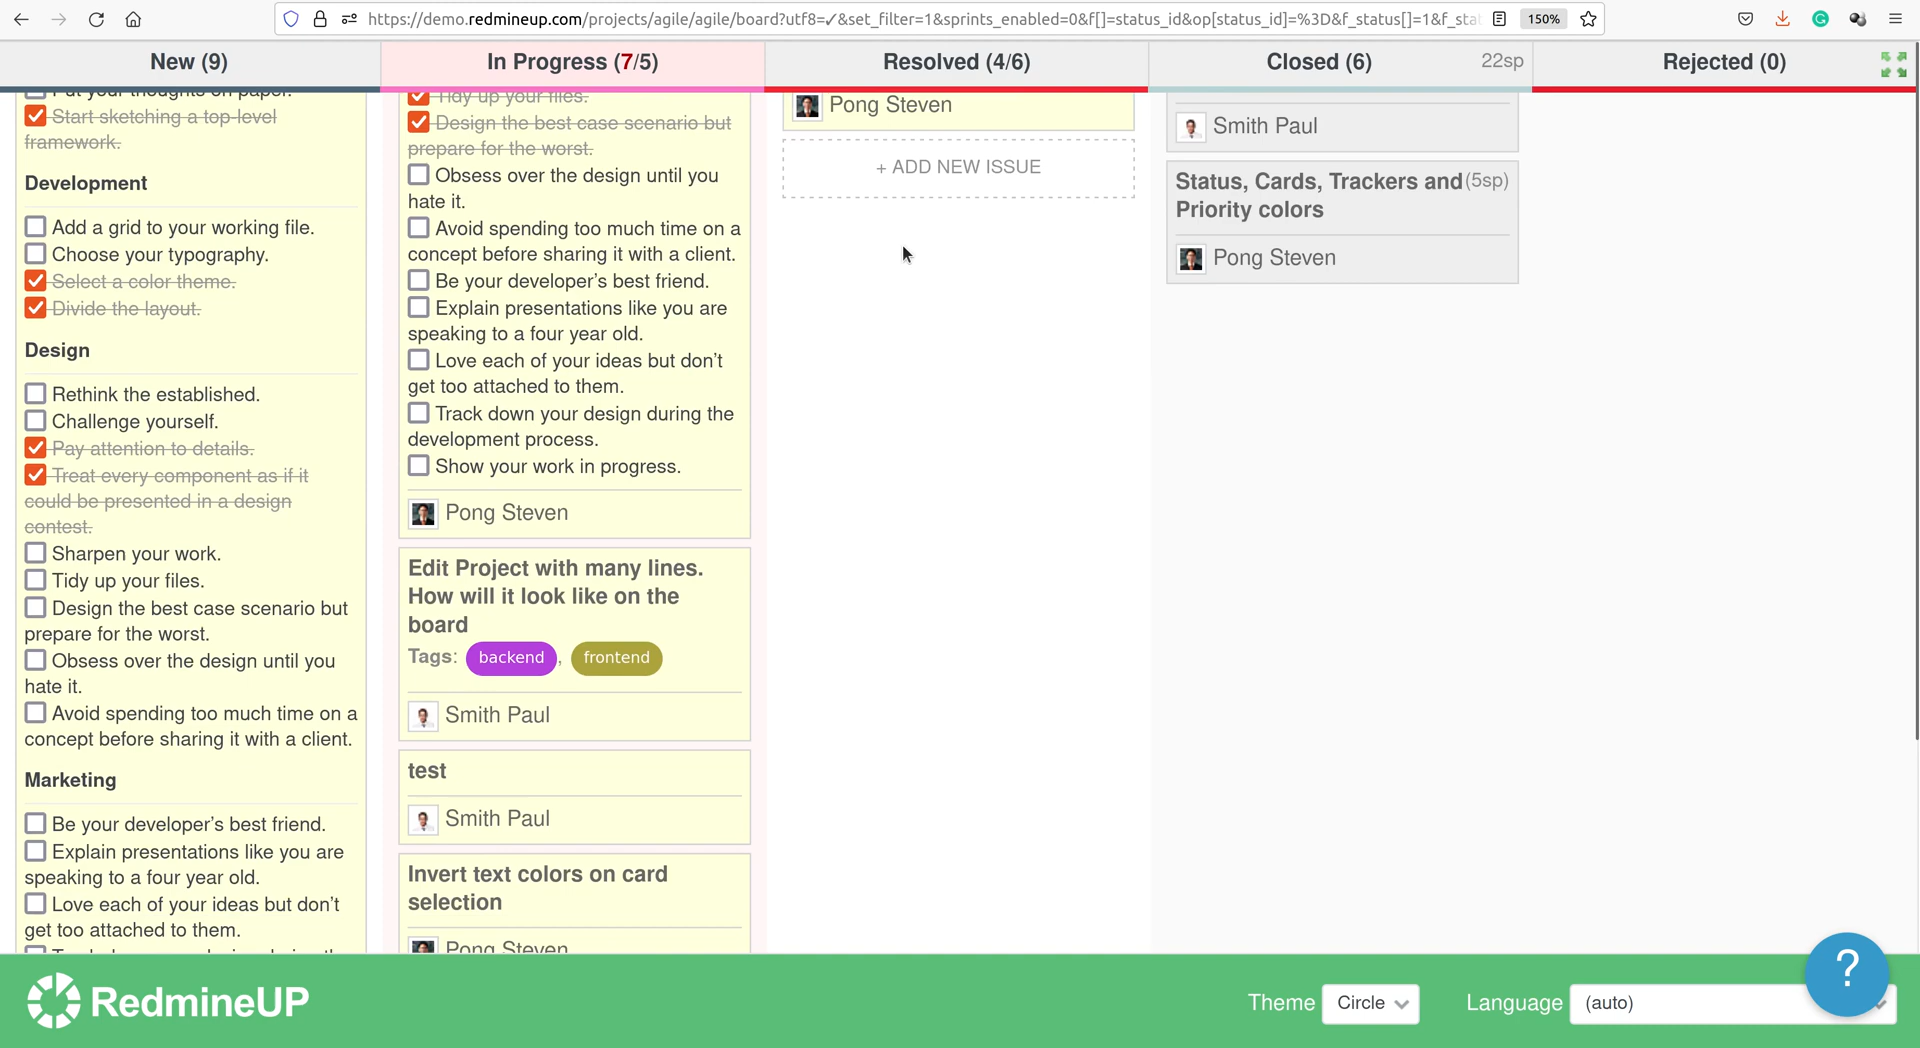 https://demo.redmineup.com/projects/agile/agile/board?utf8=✓&set_filter=1&sprints_enabled=0&f[]=status_id&op[status_id]=%3D&f_status[]=1&f_sta
150%
New (9)
In Progress (7/5)
Resolved (4/6)
Closed (6)
22sp
Rejected (0)
Put your thoughts on paper.
Start sketching a top-level
framework.
Development
Add a grid to your working file.
Choose your typography.
Select a color theme.
Divide the layout.
Design
Rethink the established.
Challenge yourself.
Pay attention to details.
Treat every component as if it
could be presented in a design
contest.
Sharpen your work.
Tidy up your files.
Design the best case scenario but
prepare for the worst.
Obsess over the design until you
hate it.
Avoid spending too much time on a
concept before sharing it with a client.
Marketing
Be your developer’s best friend.
Explain presentations like you are
speaking to a four year old.
Love each of your ideas but don’t
get too attached to them.
Tidy up your files.
Design the best case scenario but
prepare for the worst.
Obsess over the design until you
hate it.
Avoid spending too much time on a
concept before sharing it with a client.
Be your developer’s best friend.
Explain presentations like you are
speaking to a four year old.
Love each of your ideas but don’t
get too attached to them.
Track down your design during the
development process.
Show your work in progress.
Pong Steven
Edit Project with many lines.
How will it look like on the
board
Tags: backend, frontend
Smith Paul
test
Smith Paul
Invert text colors on card
selection
Pong Steven
Pong Steven
+ ADD NEW ISSUE
Smith Paul
Status, Cards, Trackers and (5sp)
Priority colors
Pong Steven
RedmineUP
Theme
Circle
Language
(auto)
?